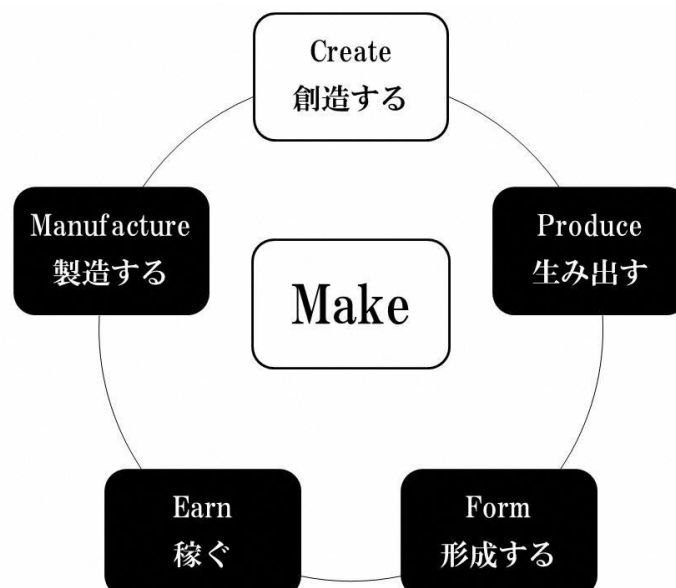 Create
創造する
Manufacture
製造する
Produce
生み出す
Make
Earn
稼ぐ
Form
形成する